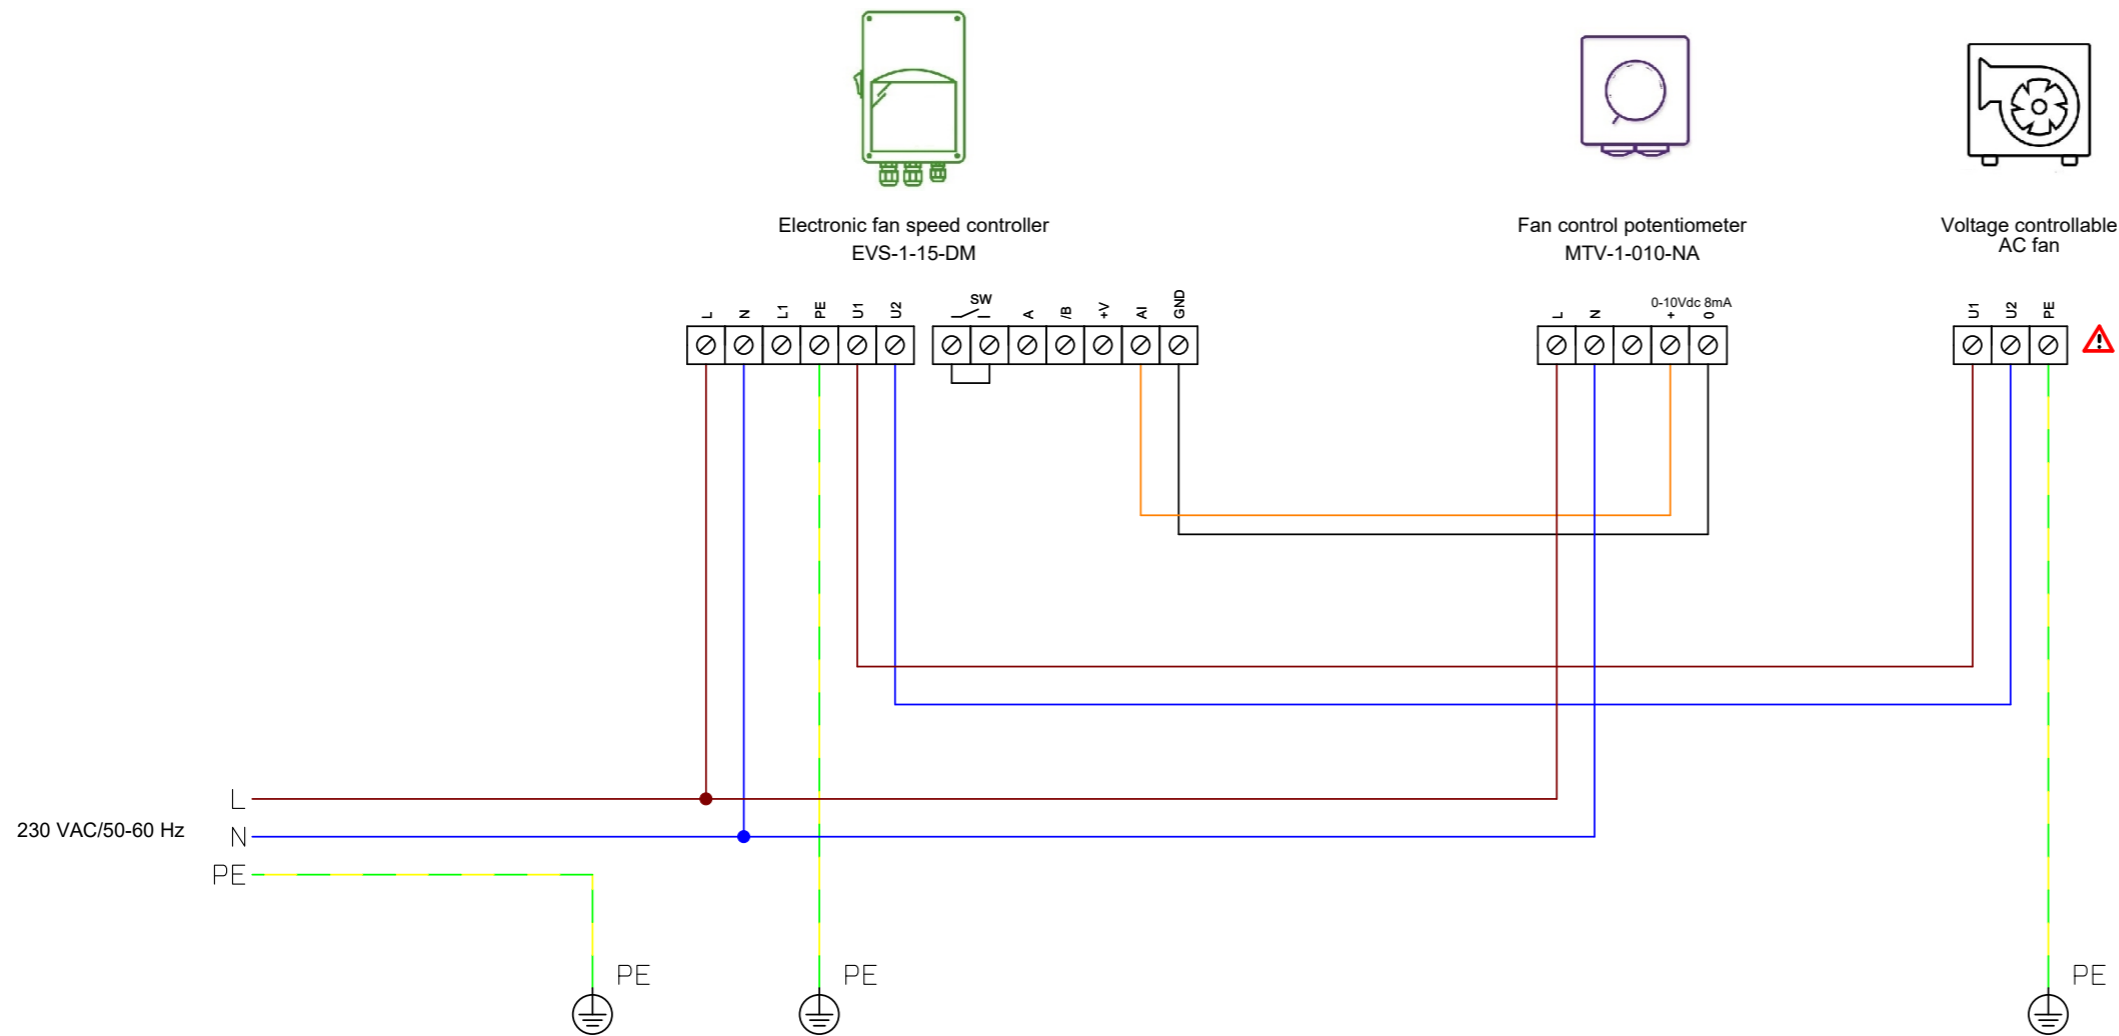 Electronic fan speed controller
EVS-1-15-DM
Fan control potentiometer
MTV-1-010-NA
Voltage controllable
AC fan
L N L1 PE U1 U2 SW A /B +V AI GND
0-10Vdc 8mA
L N + 0
U1 U2 PE
L
230 VAC/50-60 Hz
N
PE
PE PE PE